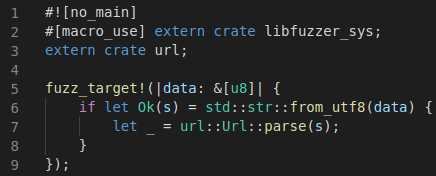 1 #![no_main]
2 #[macro_use] extern crate libfuzzer_sys;
3 extern crate url;
4
5 fuzz_target!(|data: &[u8]| {
6     if let Ok(s) = std::str::from_utf8(data) {
7         let _ = url::Url::parse(s);
8     }
9 });